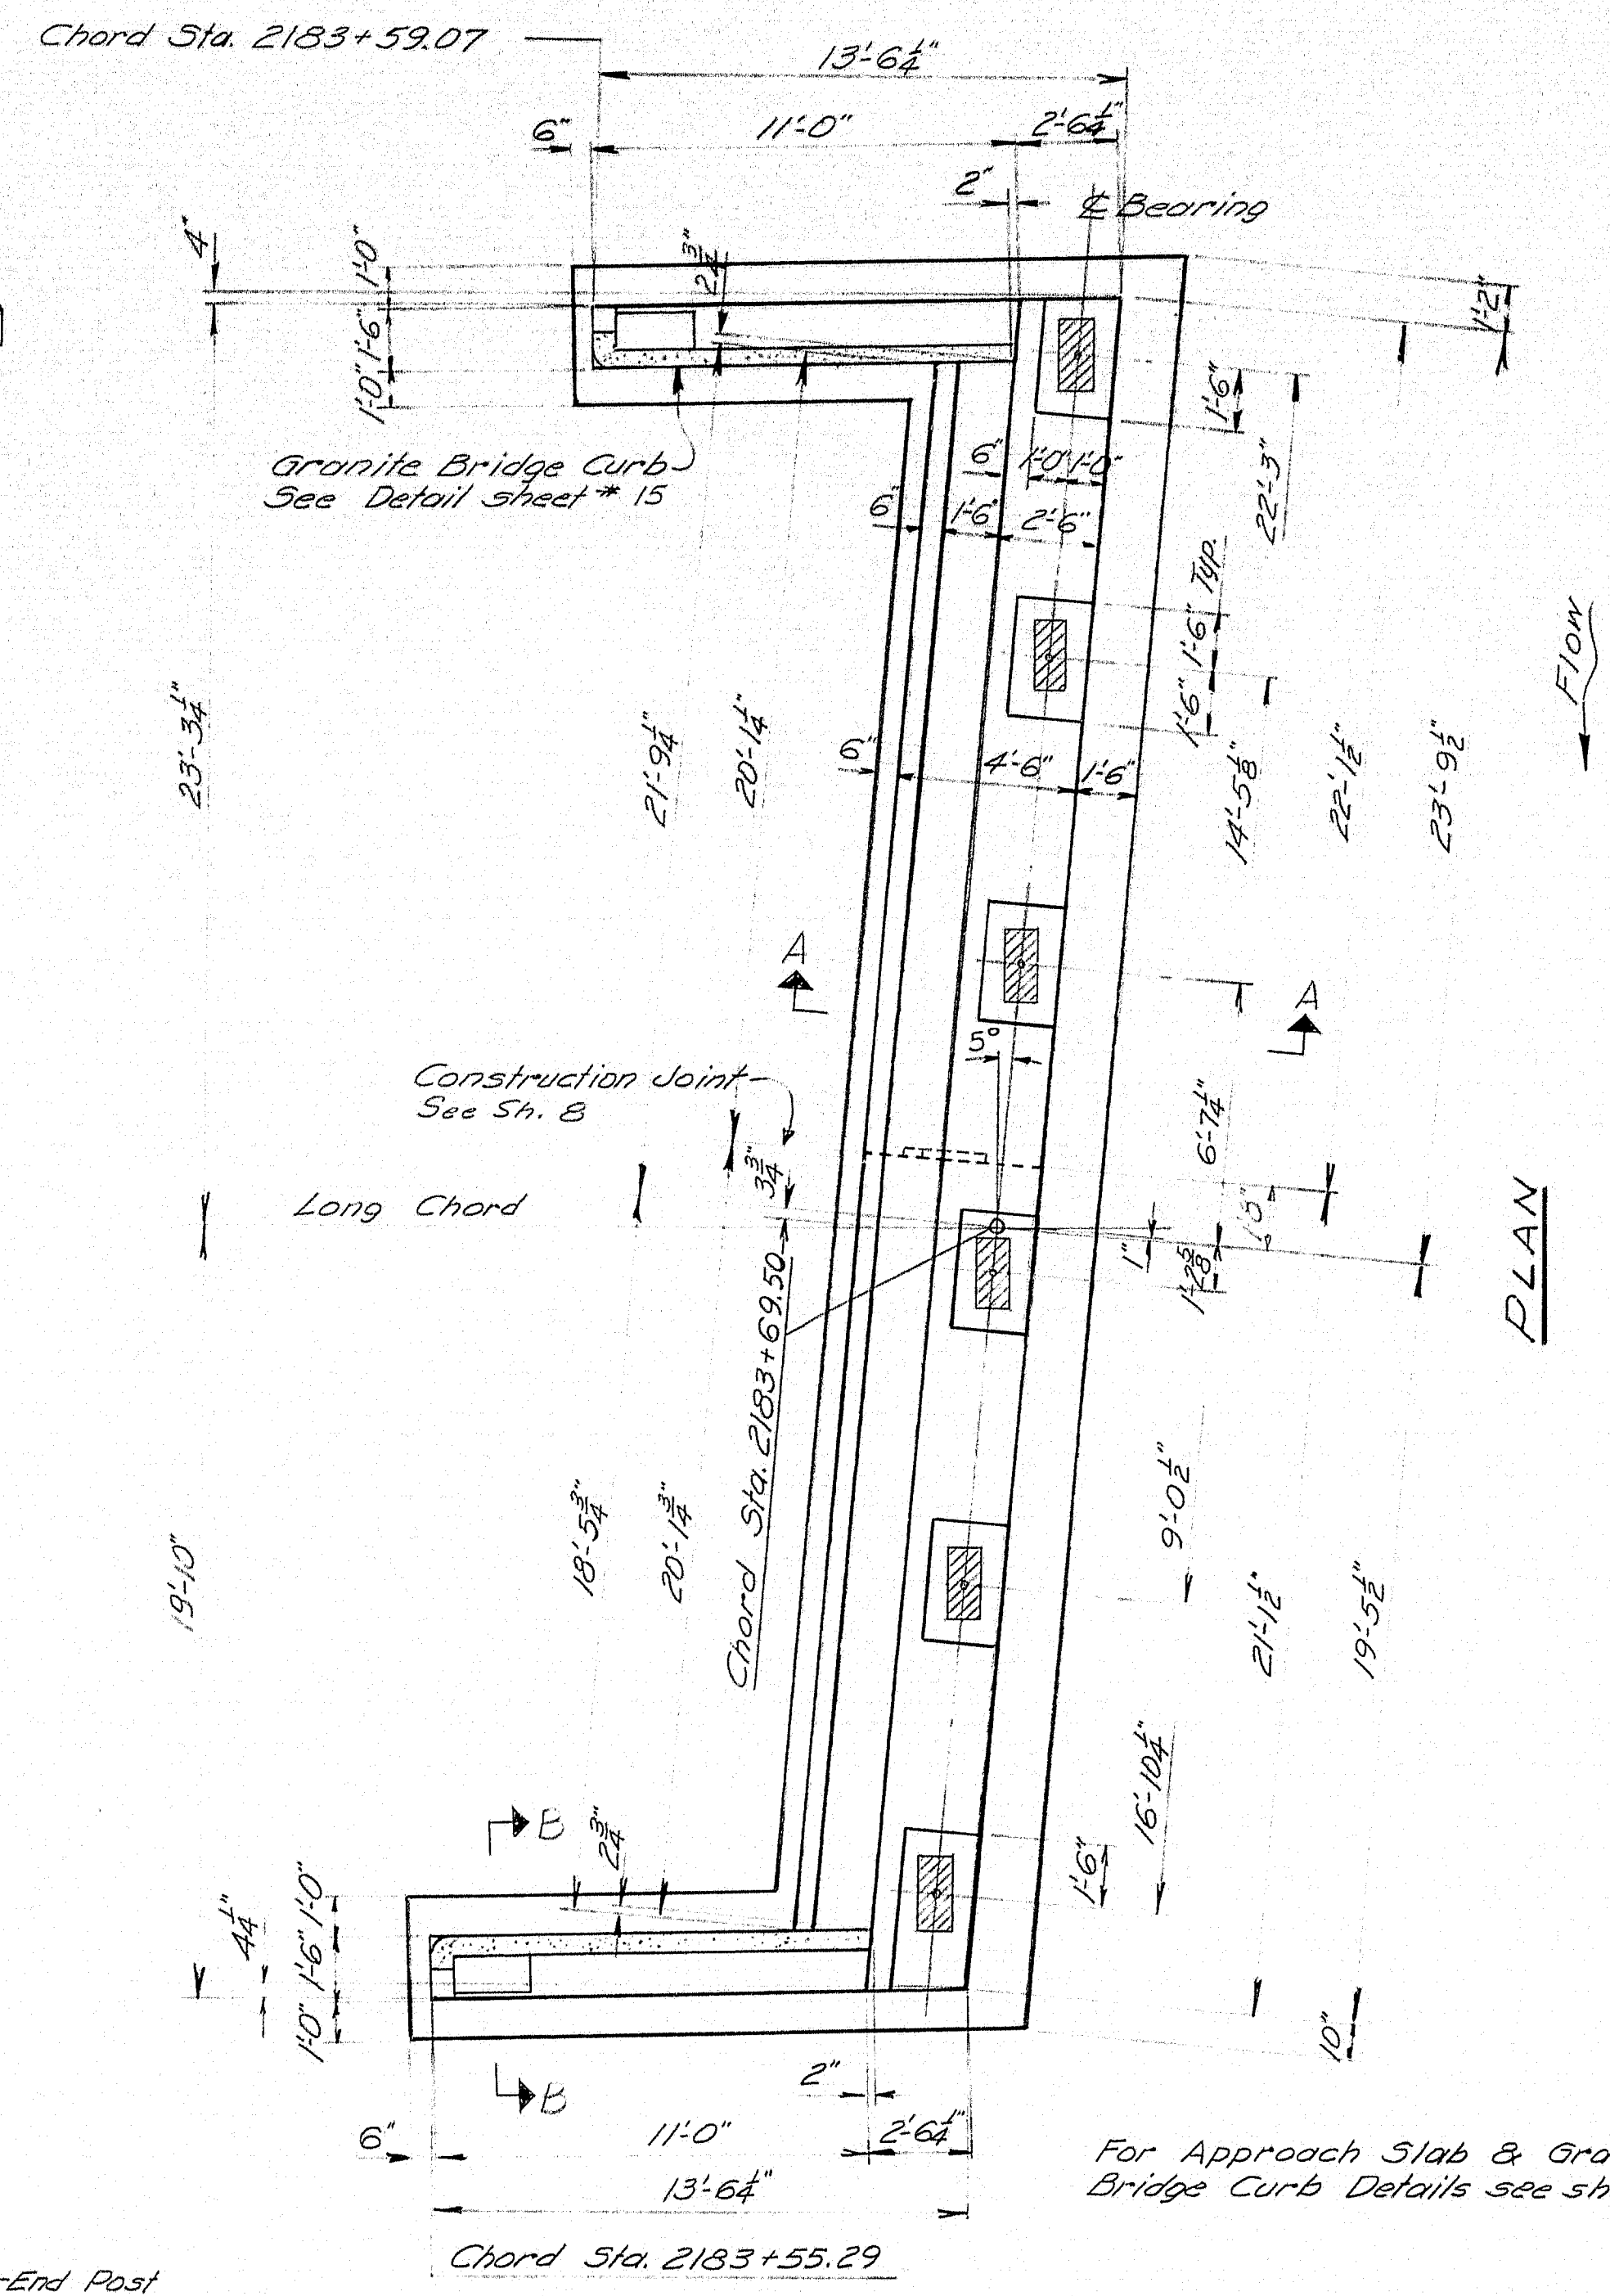 Chord Sta. 2183+59.07
13'-6¼"
6"
11'-0"
2'-6¼"
2"
℄ Bearing
4"
1'-0"
1'-6"
1'-0"
2¾"
1'-2"
1'-6"
22'-3"
Granite Bridge Curb
See Detail sheet # 15
6"
1'-0"
1'-0"
6"
1'-6"
2'-6"
1'-6" Typ.
1'-6"
Flow
23'-3¼"
21'-9¼"
20'-1¼"
6"
4'-6"
1'-6"
14'-5⅛"
22'-1½"
23'-9½"
A
A
5°
Construction Joint
See Sh. 8
6'-7¼"
3¾"
Long Chord
1'-0"
1"
1'-2⅝"
PLAN
Chord Sta. 2183+69.50
9'-0½"
18'-5¾"
20'-1¾"
19'-10"
21'-1½"
19'-5½"
16'-10¼"
B
2¾"
1'-6"
4¼"
1'-0"
1'-6"
1'-0"
10"
B
2"
6"
11'-0"
2'-6¼"
13'-6¼"
For Approach Slab & Gra
Bridge Curb Details see sh
Chord Sta. 2183+55.29
End Post